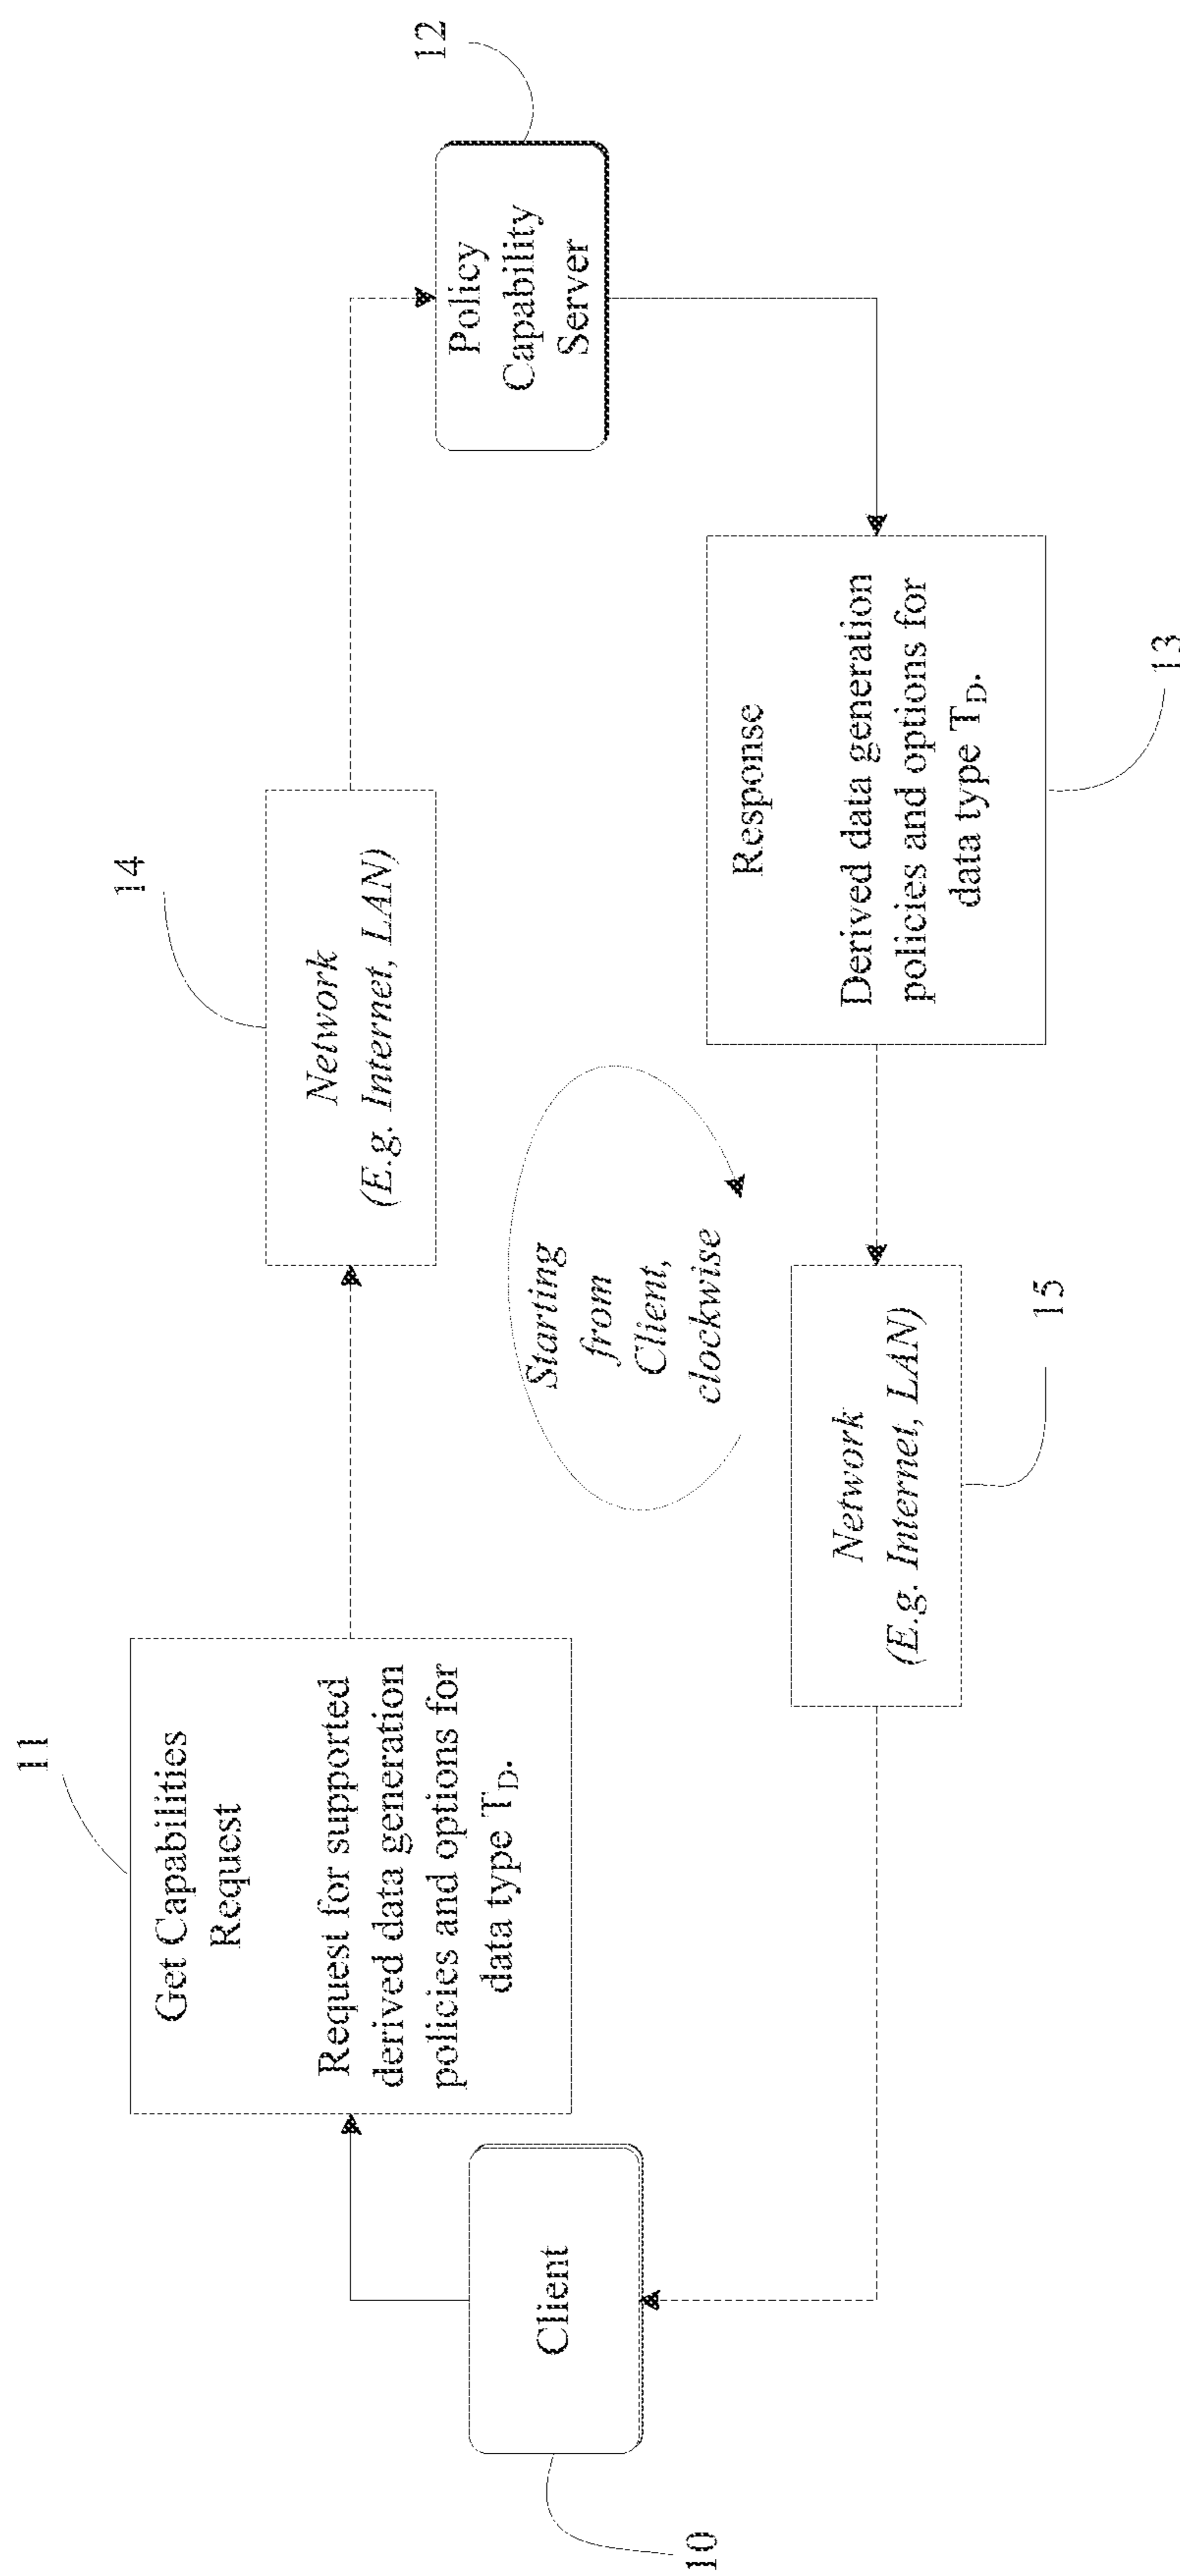 11
Get Capabilities
Request
Request for supported
derived data generation
policies and options for
data type T_D.
14
Network
(E.g. Internet, LAN)
12
Policy
Capability
Server
10
Client
Starting
from
Client,
clockwise
15
Network
(E.g. Internet, LAN)
13
Response
Derived data generation
policies and options for
data type T_D.